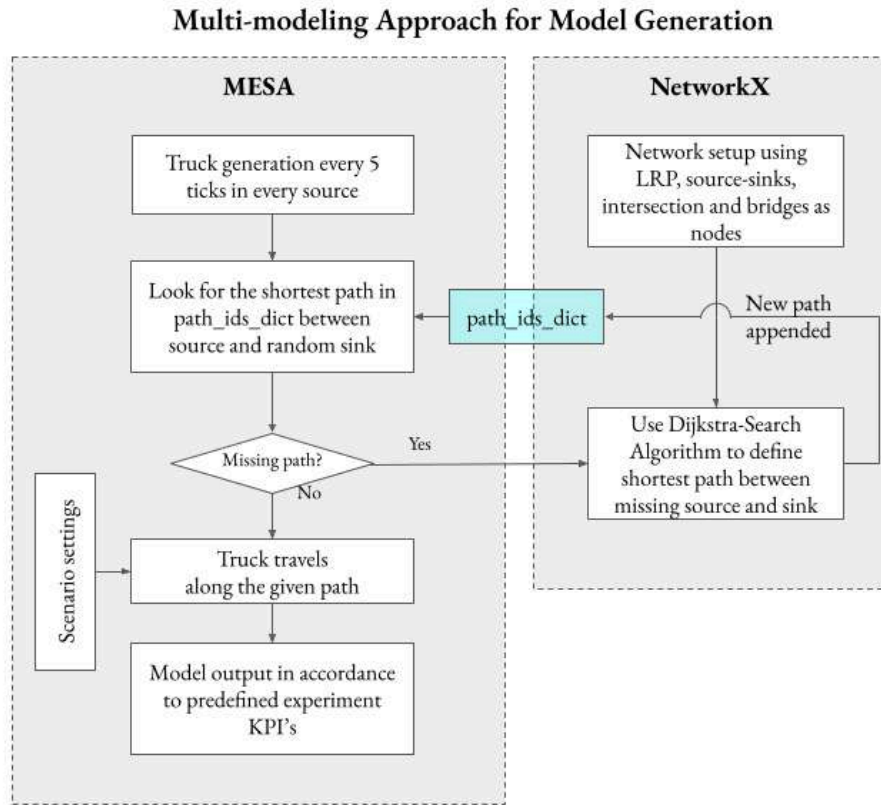 Multi-modeling Approach for Model Generation
MESA
Truck generation every 5
ticks in every source
Look for the shortest path in
path_ids_dict between
source and random sink
Missing path?
Yes
No
Scenario settings
Truck travels
along the given path
Model output in accordance
to predefined experiment
KPI's
path_ids_dict
NetworkX
Network setup using
LRP, source-sinks,
intersection and bridges as
nodes
New path
appended
Use Dijkstra-Search
Algorithm to define
shortest path between
missing source and sink